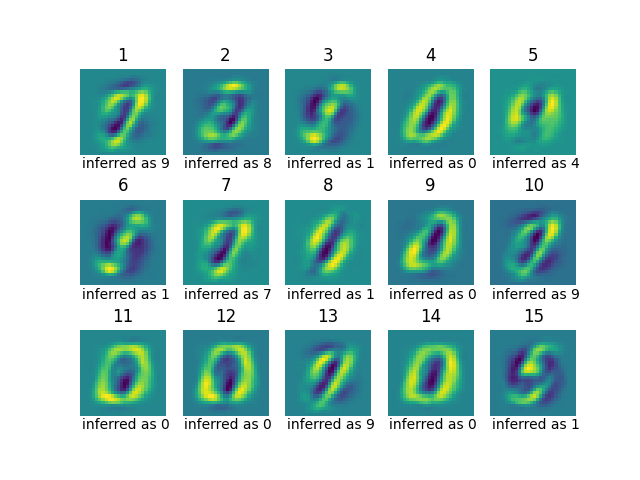 1 2 3 4 5
inferred as 9 inferred as 8 inferred as 1 inferred as 0 inferred as 4
6 7 8 9 10
inferred as 1 inferred as 7 inferred as 1 inferred as 0 inferred as 9
11 12 13 14 15
inferred as 0 inferred as 0 inferred as 9 inferred as 0 inferred as 1